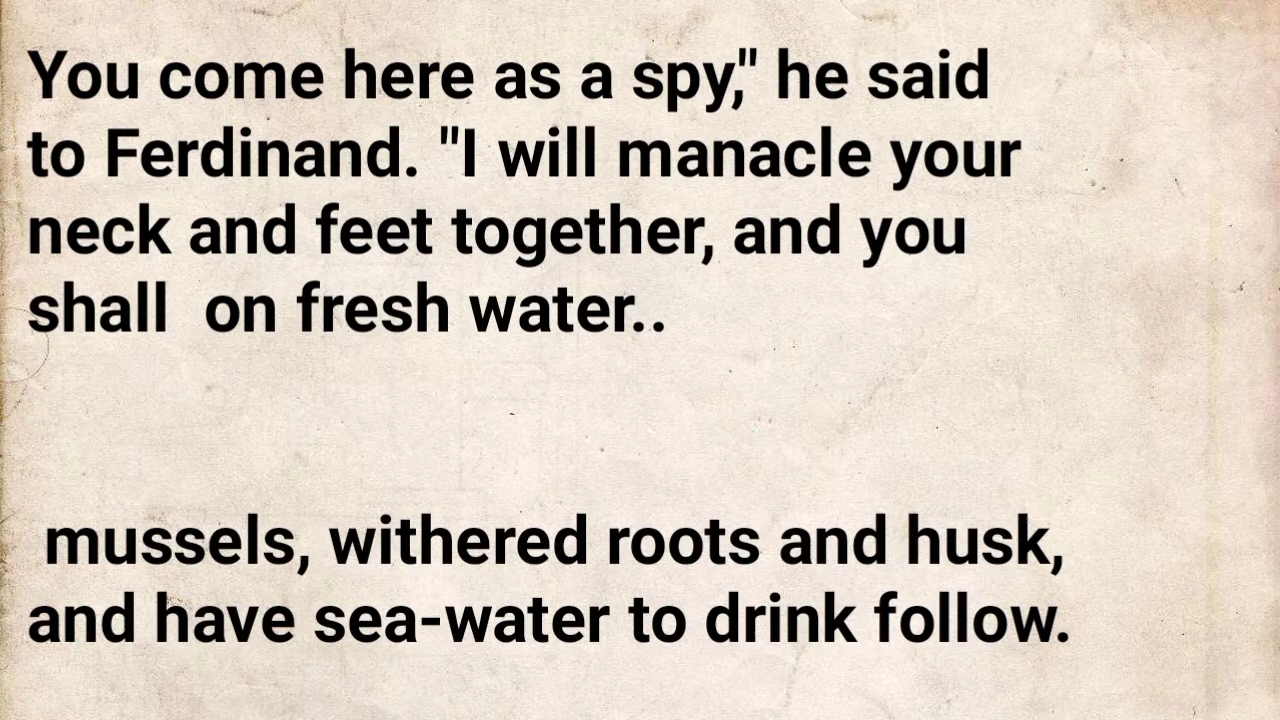 You come here as a spy," he said
to Ferdinand. "I will manacle your
neck and feet together, and you
shall  on fresh water..
mussels, withered roots and husk,
and have sea-water to drink follow.